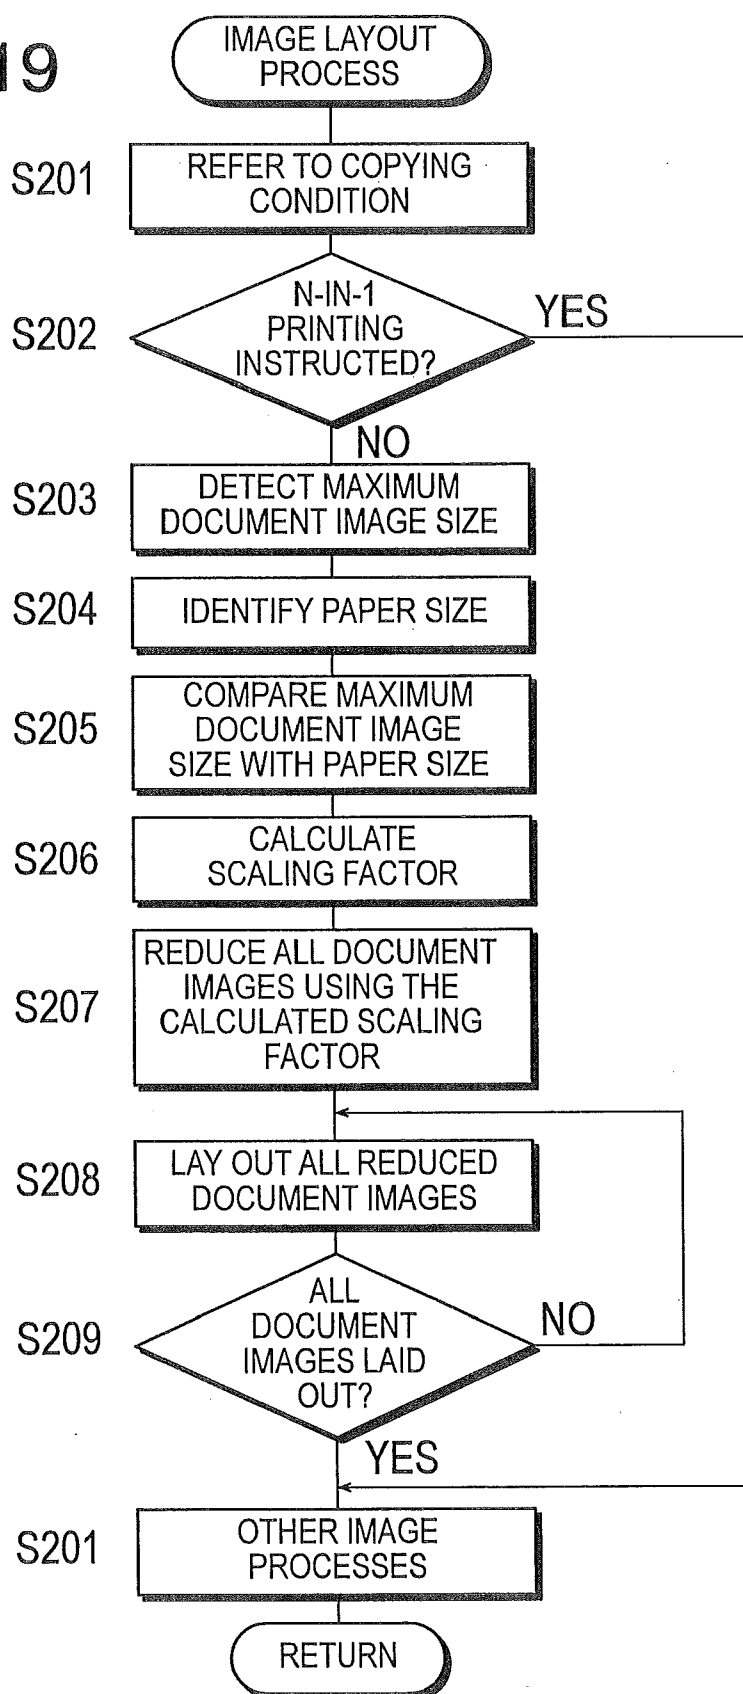 19
IMAGE LAYOUT
PROCESS
S201
REFER TO COPYING
CONDITION
S202
N-IN-1
PRINTING
INSTRUCTED?
YES
NO
S203
DETECT MAXIMUM
DOCUMENT IMAGE SIZE
S204
IDENTIFY PAPER SIZE
S205
COMPARE MAXIMUM
DOCUMENT IMAGE
SIZE WITH PAPER SIZE
S206
CALCULATE
SCALING FACTOR
S207
REDUCE ALL DOCUMENT
IMAGES USING THE
CALCULATED SCALING
FACTOR
S208
LAY OUT ALL REDUCED
DOCUMENT IMAGES
S209
ALL
DOCUMENT
IMAGES LAID
OUT?
NO
YES
S201
OTHER IMAGE
PROCESSES
RETURN